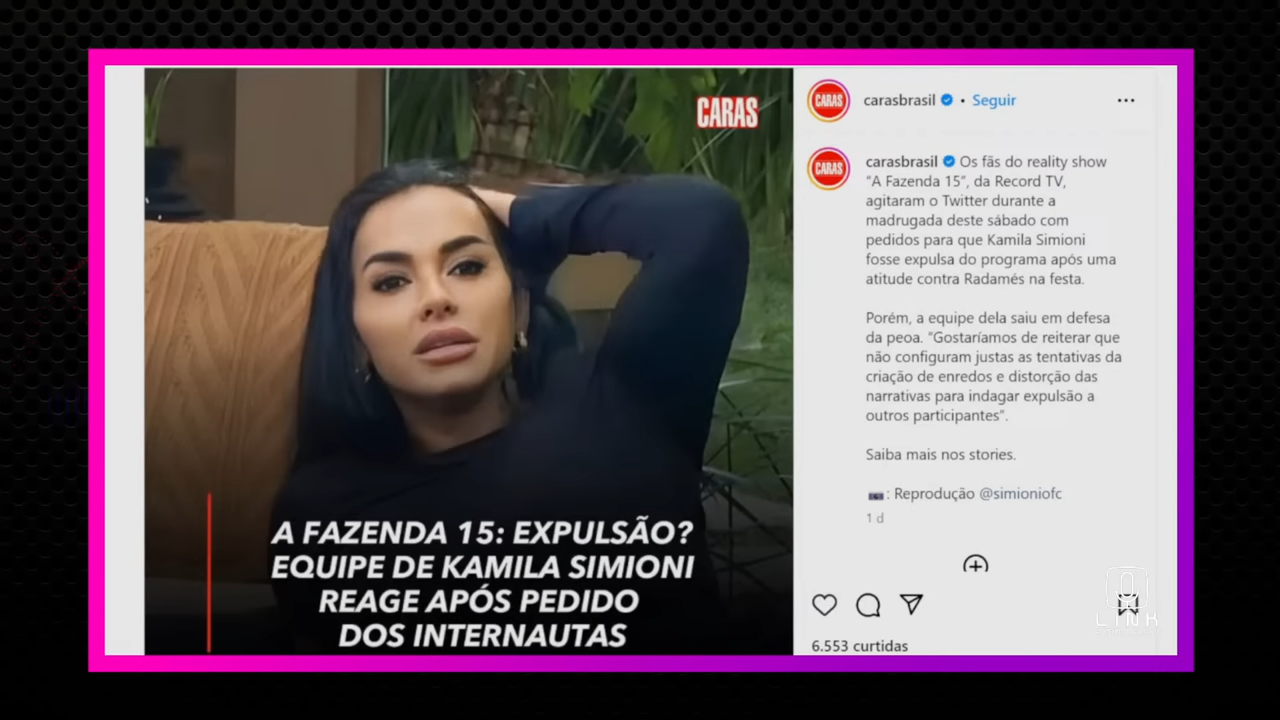 CARAS
A FAZENDA 15: EXPULSÃO?
EQUIPE DE KAMILA SIMIONI
REAGE APÓS PEDIDO
DOS INTERNAUTAS
CARAS
carasbrasil • Seguir
CARAS
carasbrasil Os fãs do reality show
“A Fazenda 15”, da Record TV,
agitaram o Twitter durante a
madrugada deste sábado com
pedidos para que Kamila Simioni
fosse expulsa do programa após uma
atitude contra Radamés na festa.
Porém, a equipe dela saiu em defesa
da peoa. “Gostaríamos de reiterar que
não configuram justas as tentativas da
criação de enredos e distorção das
narrativas para indagar expulsão a
outros participantes”.
Saiba mais nos stories.
: Reprodução @simioniofc
1 d
LINK
6.553 curtidas